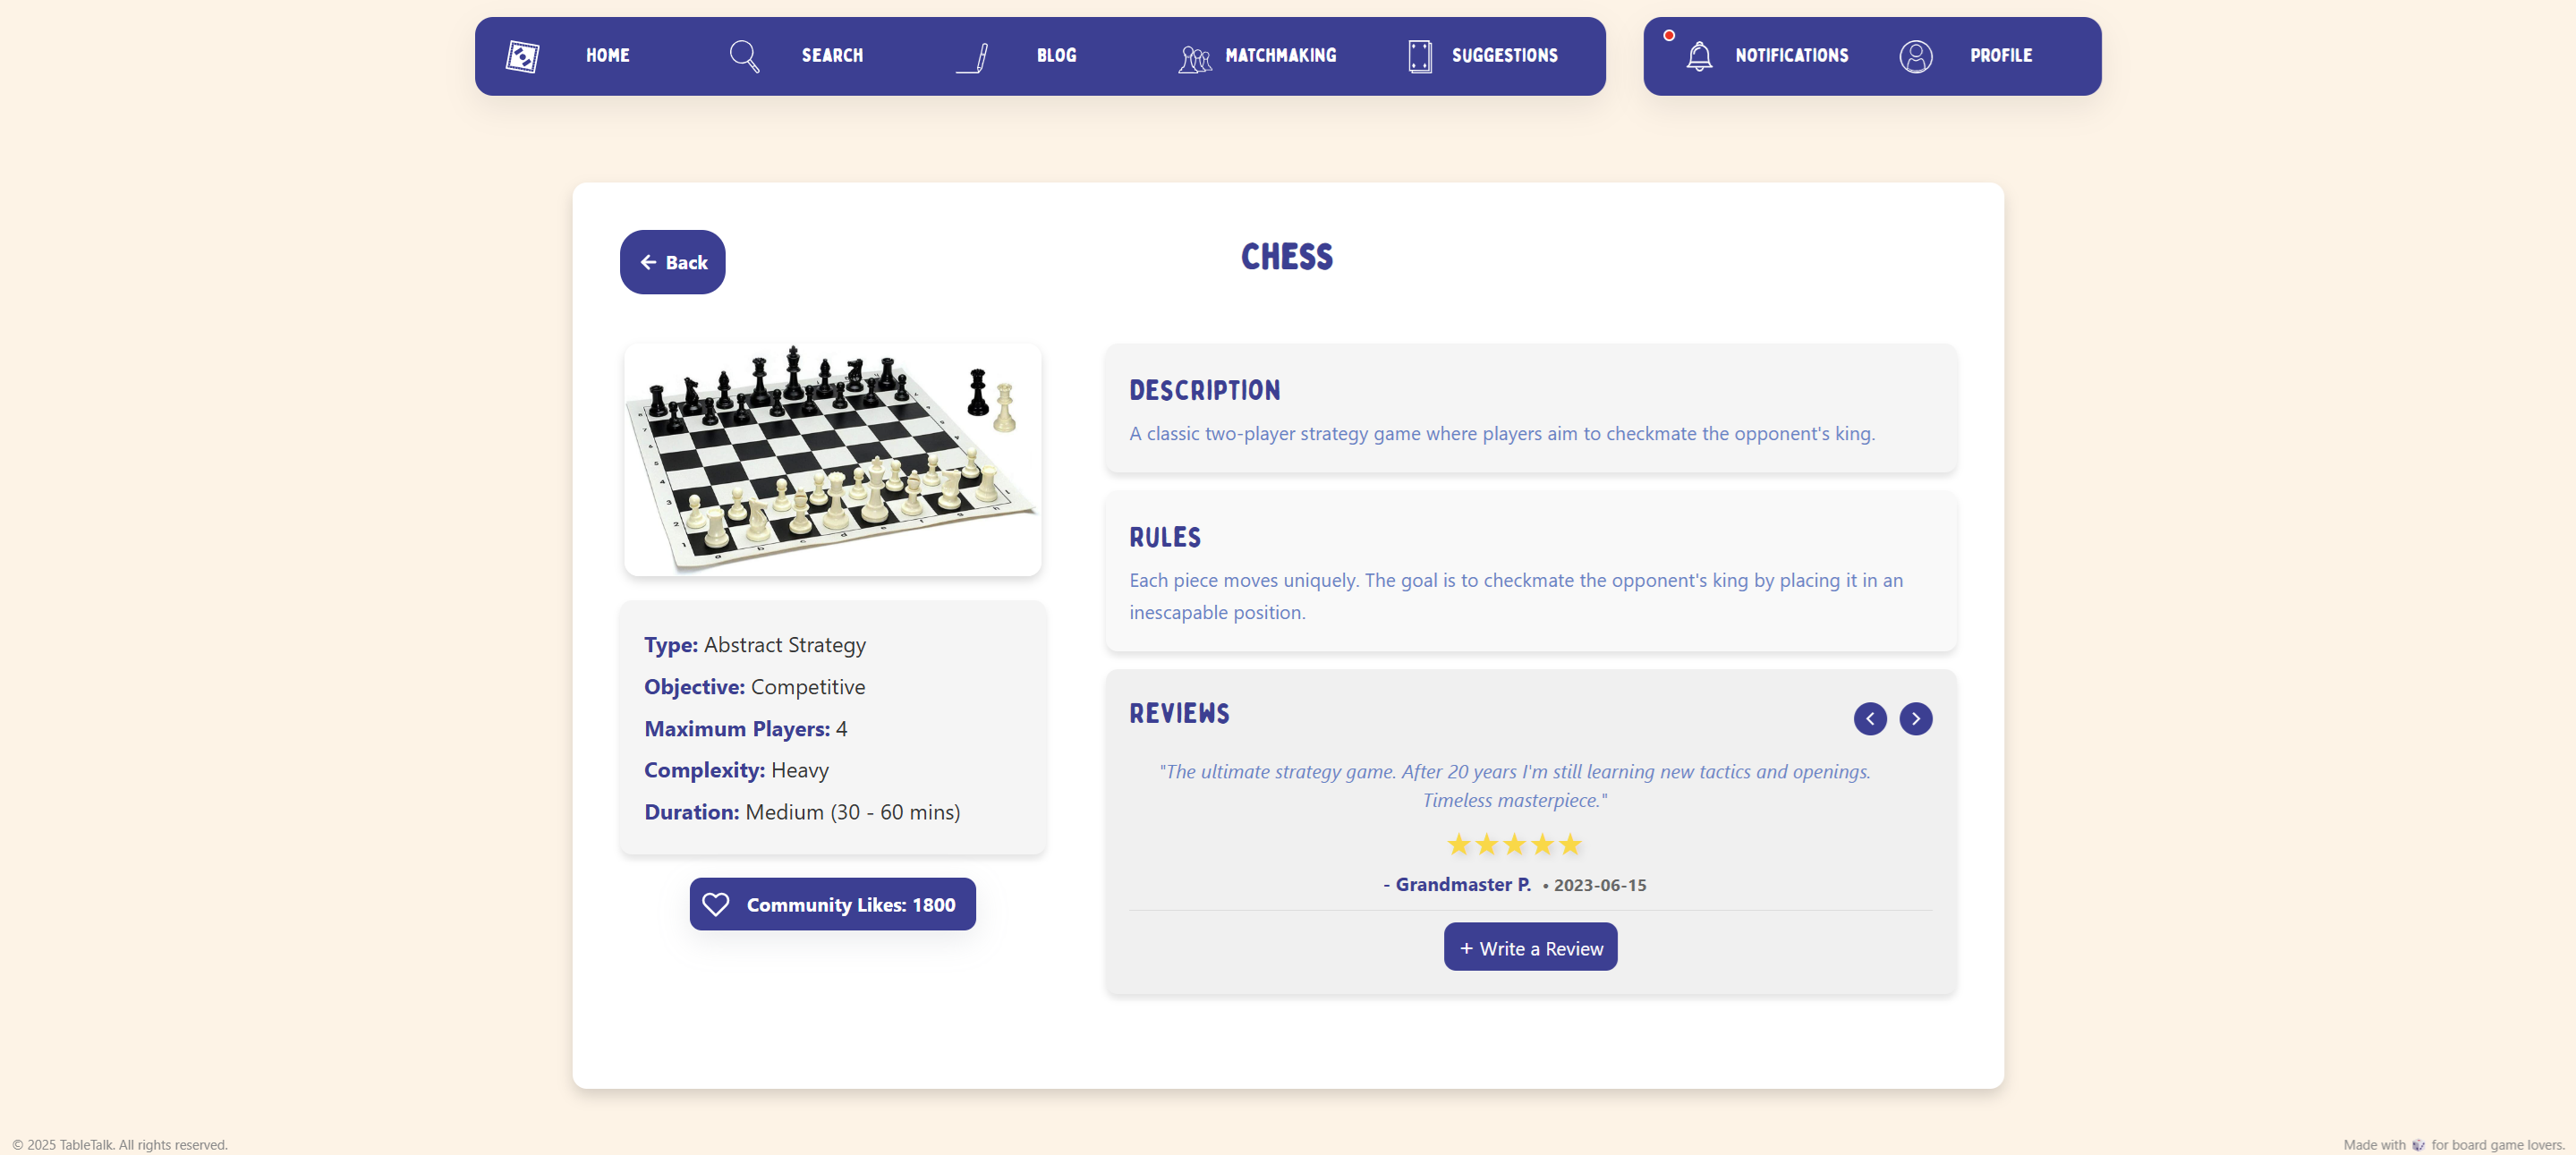 HOME
SEARCH
BLOG
MATCHMAKING
SUGGESTIONS
NOTIFICATIONS
PROFILE
← Back
CHESS
Type: Abstract Strategy
Objective: Competitive
Maximum Players: 4
Complexity: Heavy
Duration: Medium (30 - 60 mins)
Community Likes: 1800
DESCRIPTION
A classic two-player strategy game where players aim to checkmate the opponent's king.
RULES
Each piece moves uniquely. The goal is to checkmate the opponent's king by placing it in an
inescapable position.
REVIEWS
"The ultimate strategy game. After 20 years I'm still learning new tactics and openings.
Timeless masterpiece."
★★★★★
- Grandmaster P. • 2023-06-15
+ Write a Review
© 2025 TableTalk. All rights reserved.
Made with 🎲 for board game lovers.